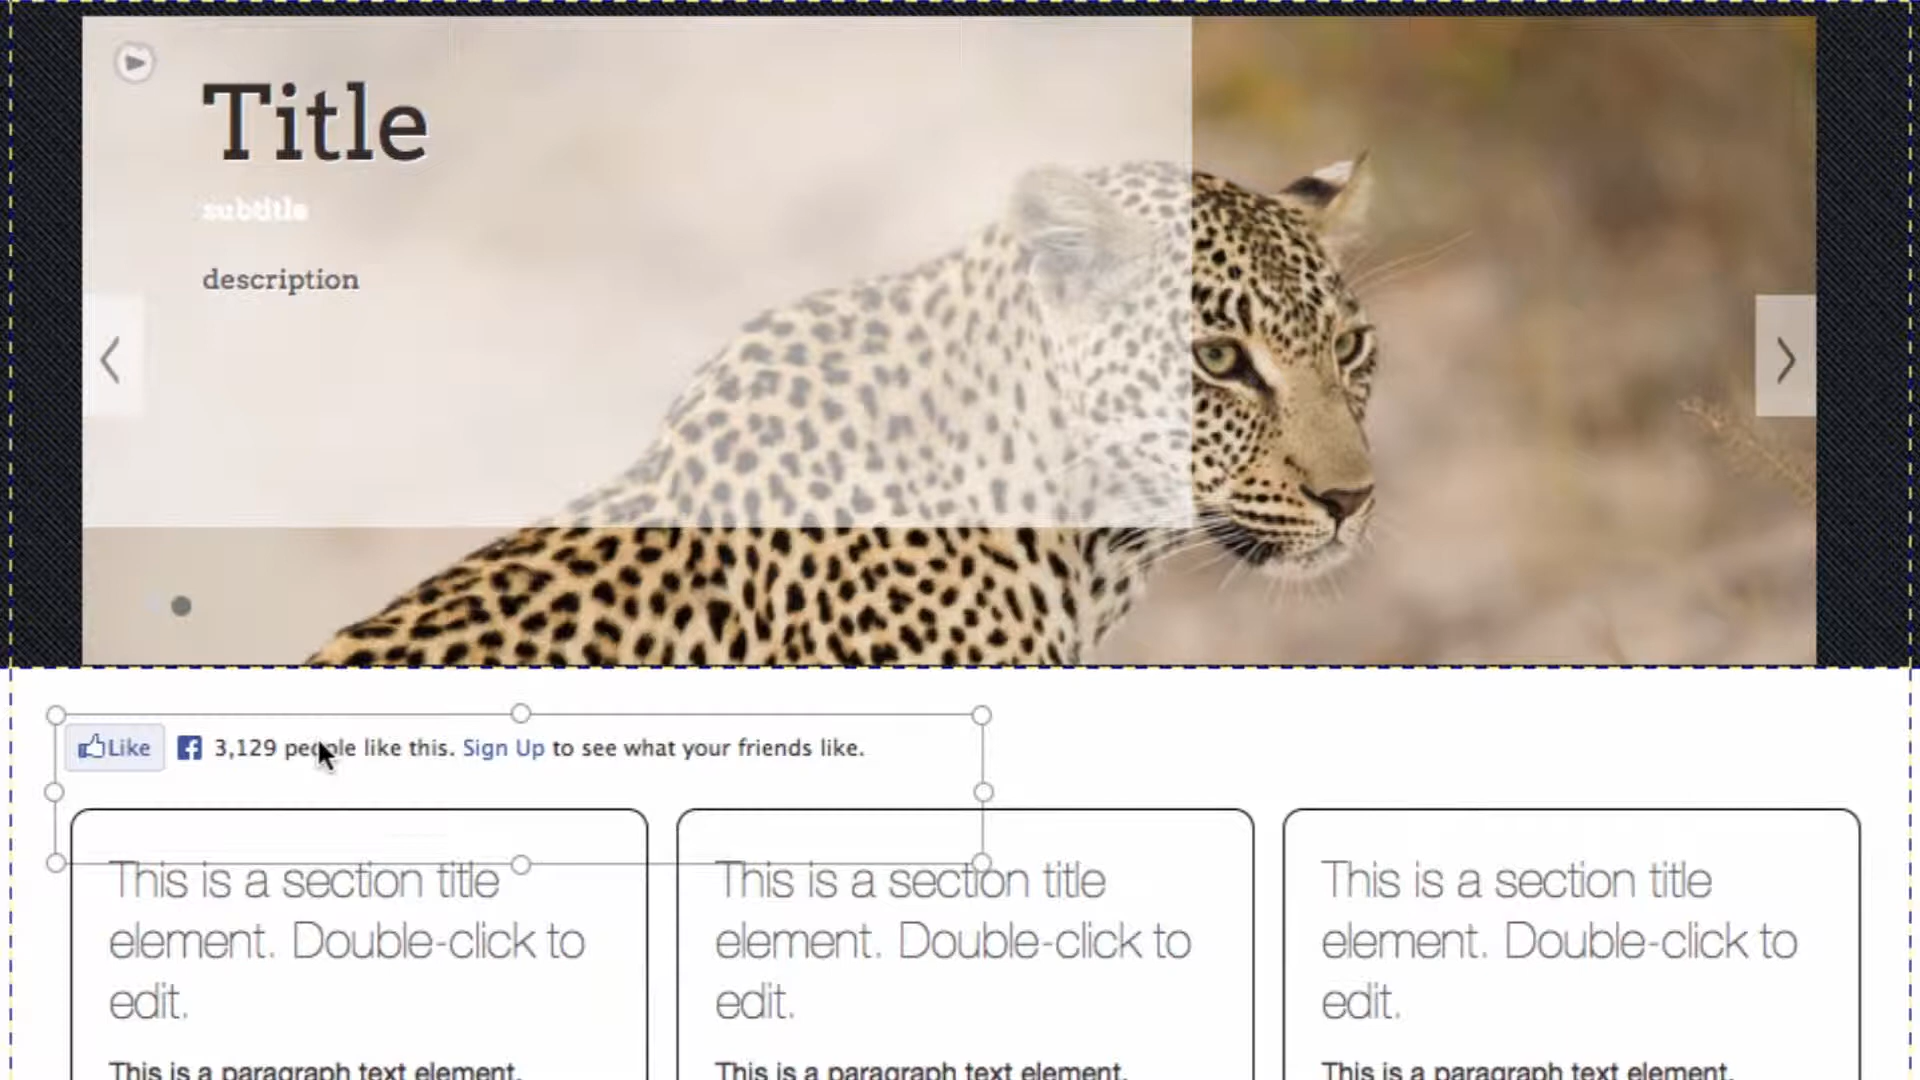 Title
subtitle
description
Like 3,129 people like this. Sign Up to see what your friends like.
This is a section title
element. Double-click to
edit.
This is a paragraph text element.
This is a section title
element. Double-click to
edit.
This is a paragraph text element.
This is a section title
element. Double-click to
edit.
This is a paragraph text element.